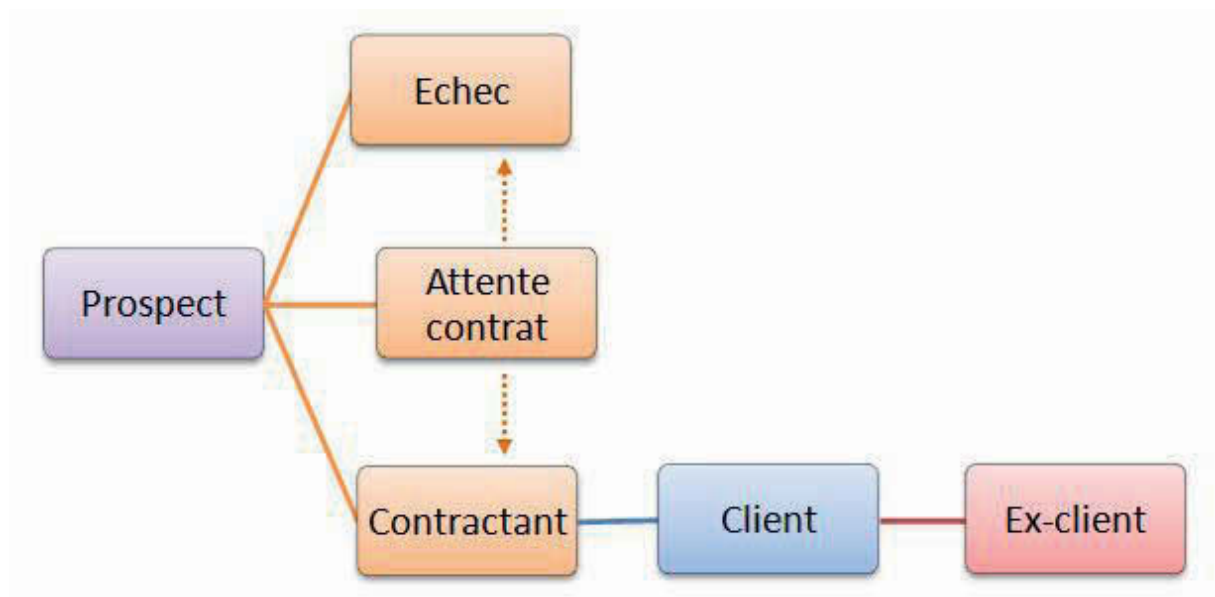 Echec
Prospect
Attente
contrat
Contractant
Client
Ex-client